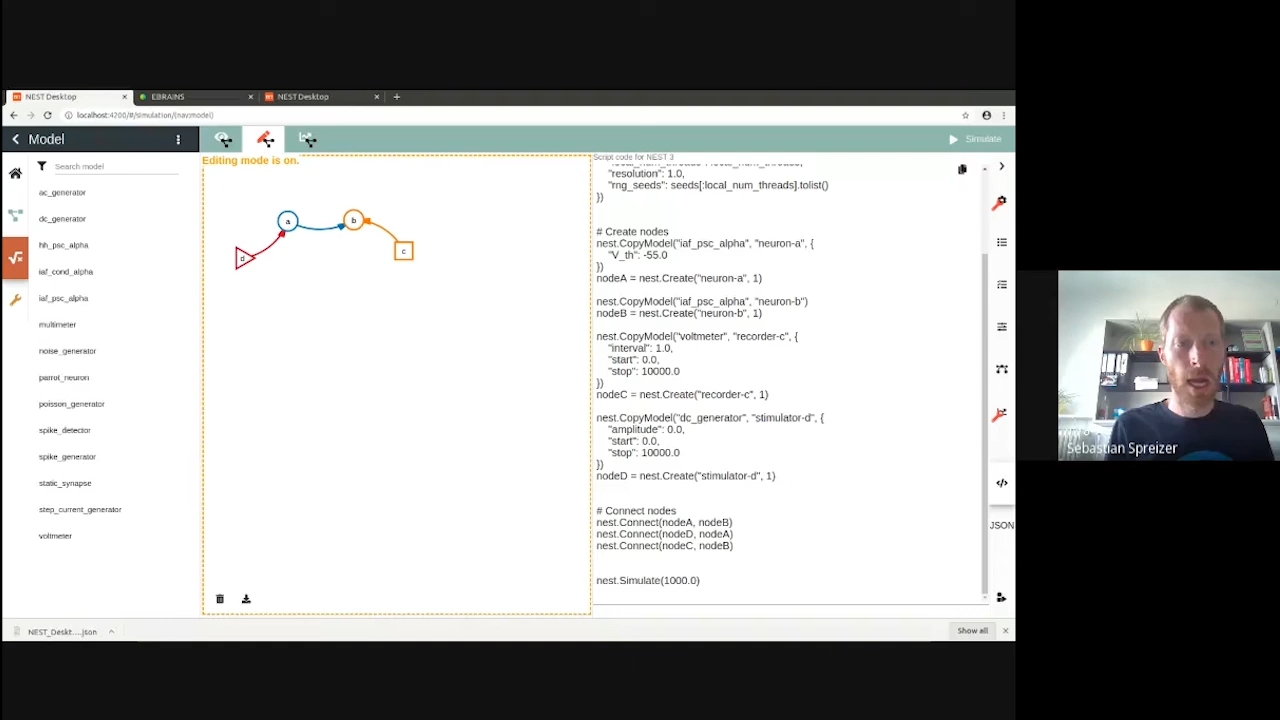 NEST Desktop
EBRAINS
NEST Desktop
localhost:4200/#/simulation/(nav:model)
Model
Simulate
Editing mode is on.
Script code for NEST 3
Search model
ac_generator
dc_generator
hh_psc_alpha
iaf_cond_alpha
iaf_psc_alpha
multimeter
noise_generator
parrot_neuron
poisson_generator
spike_detector
spike_generator
static_synapse
step_current_generator
voltmeter
a
b
c
d
"resolution": 1.0,
"rng_seeds": seeds[:local_num_threads].tolist()
})
# Create nodes
nest.CopyModel("iaf_psc_alpha", "neuron-a", {
"V_th": -55.0
})
nodeA = nest.Create("neuron-a", 1)
nest.CopyModel("iaf_psc_alpha", "neuron-b")
nodeB = nest.Create("neuron-b", 1)
nest.CopyModel("voltmeter", "recorder-c", {
"interval": 1.0,
"start": 0.0,
"stop": 10000.0
})
nodeC = nest.Create("recorder-c", 1)
nest.CopyModel("dc_generator", "stimulator-d", {
"amplitude": 0.0,
"start": 0.0,
"stop": 10000.0
})
nodeD = nest.Create("stimulator-d", 1)
# Connect nodes
nest.Connect(nodeA, nodeB)
nest.Connect(nodeD, nodeA)
nest.Connect(nodeC, nodeB)
nest.Simulate(1000.0)
JSON
NEST_Deskt....json
Show all
Sebastian Spreizer